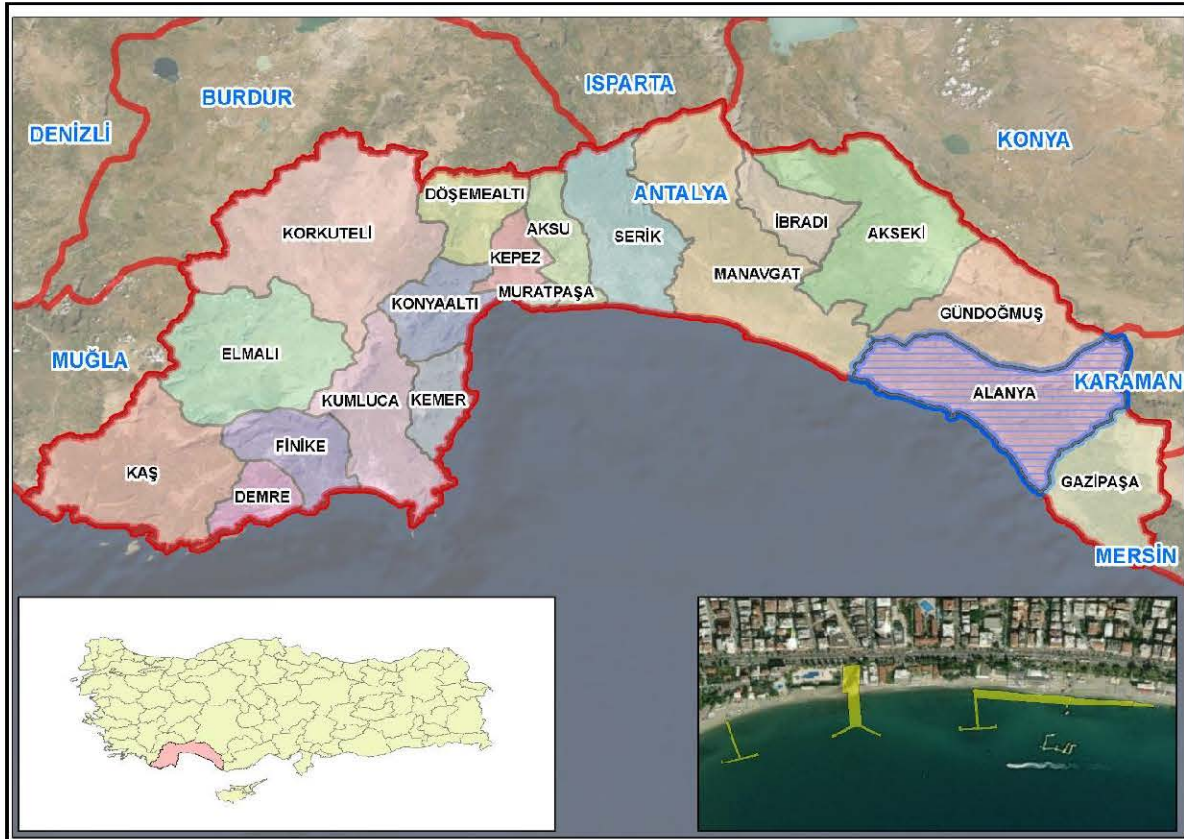 ISPARTA
BURDUR
DENİZLİ
KONYA
DÖŞEMEALTI
ANTALYA
İBRADI
KORKUTELİ
AKSU
SERİK
AKSEKİ
KEPEZ
MANAVGAT
MURATPAŞA
KONYAALTI
GÜNDOĞMUŞ
ELMALI
MUĞLA
KARAMAN
ALANYA
KUMLUCA
KEMER
FİNİKE
KAŞ
GAZİPAŞA
DEMRE
MERSİN